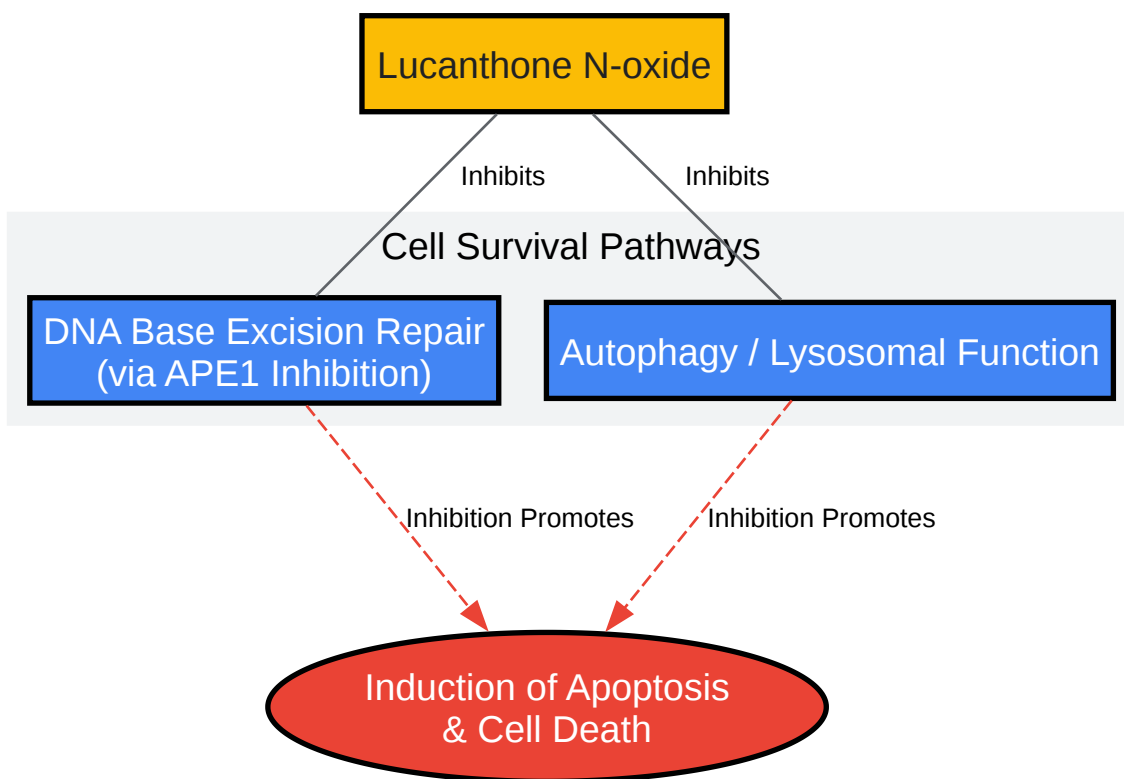 Lucanthone N-oxide
Inhibits
Inhibits
Cell Survival Pathways
DNA Base Excision Repair
(via APE1 Inhibition)
Autophagy / Lysosomal Function
Inhibition Promotes
Inhibition Promotes
Induction of Apoptosis
& Cell Death